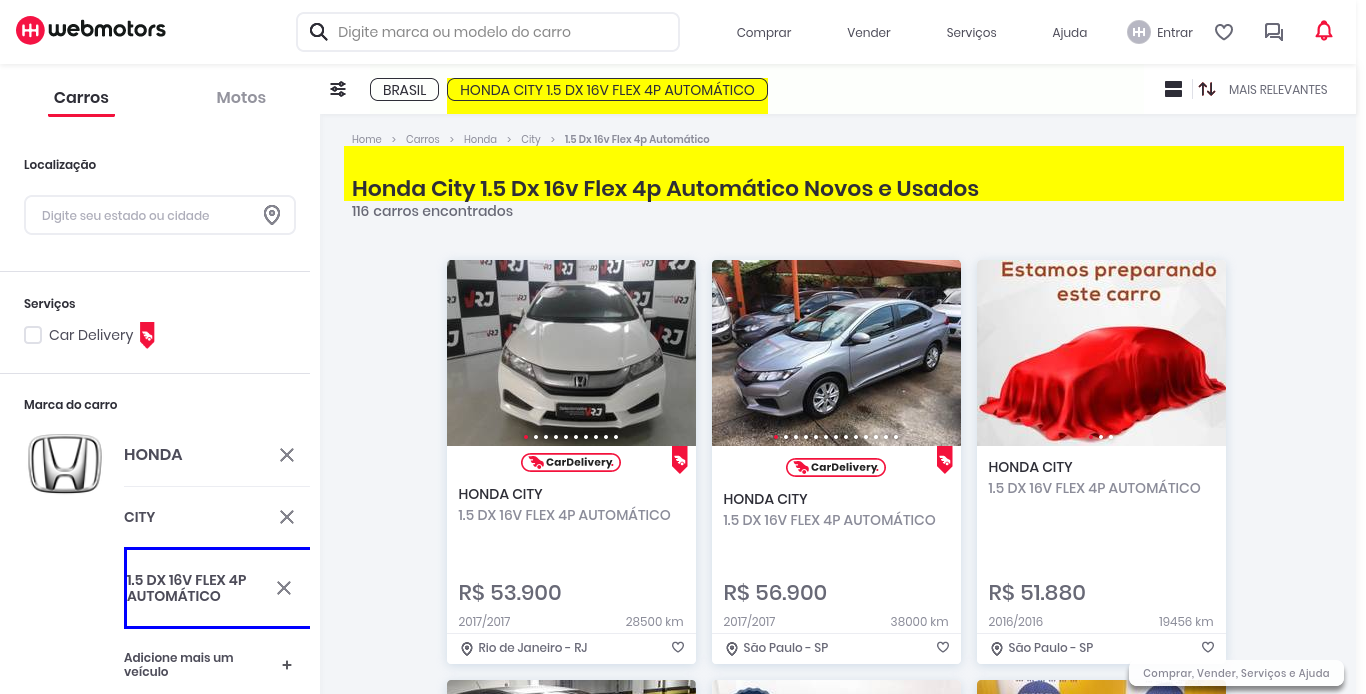 webmotors
Digite marca ou modelo do carro
Comprar
Vender
Serviços
Ajuda
Entrar
Carros
Motos
BRASIL
HONDA CITY 1.5 DX 16V FLEX 4P AUTOMÁTICO
MAIS RELEVANTES
Localização
Digite seu estado ou cidade
Serviços
Car Delivery
Marca do carro
HONDA
CITY
1.5 DX 16V FLEX 4P
AUTOMÁTICO
Adicione mais um
veículo
+
Home > Carros > Honda > City > 1.5 Dx 16v Flex 4p Automático
Honda City 1.5 Dx 16v Flex 4p Automático Novos e Usados
116 carros encontrados
CarDelivery.
HONDA CITY
1.5 DX 16V FLEX 4P AUTOMÁTICO
R$ 53.900
2017/2017 28500 km
Rio de Janeiro - RJ
CarDelivery.
HONDA CITY
1.5 DX 16V FLEX 4P AUTOMÁTICO
R$ 56.900
2017/2017 38000 km
São Paulo - SP
Estamos preparando
este carro
HONDA CITY
1.5 DX 16V FLEX 4P AUTOMÁTICO
R$ 51.880
2016/2016 19456 km
São Paulo - SP
Comprar, Vender, Serviços e Ajuda